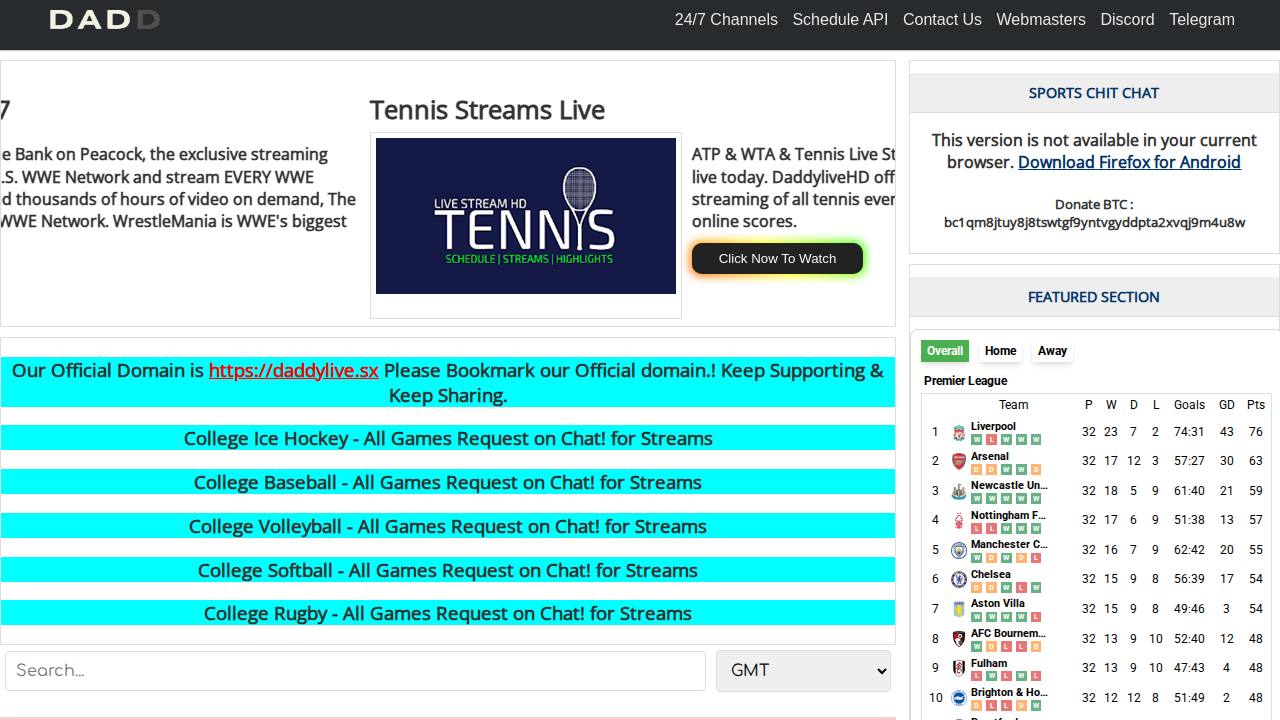 DADD
24/7 Channels Schedule API Contact Us Webmasters Discord Telegram
7
e Bank on Peacock, the exclusive streaming
.S. WWE Network and stream EVERY WWE
d thousands of hours of video on demand, The
WWE Network. WrestleMania is WWE's biggest
Tennis Streams Live
LIVE STREAM HD
TENNIS
SCHEDULE | STREAMS | HIGHLIGHTS
ATP & WTA & Tennis Live St
live today. DaddyliveHD off
streaming of all tennis even
online scores.
Click Now To Watch
Our Official Domain is https://daddylive.sx Please Bookmark our Official domain.! Keep Supporting &
Keep Sharing.
College Ice Hockey - All Games Request on Chat! for Streams
College Baseball - All Games Request on Chat! for Streams
College Volleyball - All Games Request on Chat! for Streams
College Softball - All Games Request on Chat! for Streams
College Rugby - All Games Request on Chat! for Streams
Search...
GMT
SPORTS CHIT CHAT
This version is not available in your current
browser. Download Firefox for Android
Donate BTC :
bc1qm8jtuy8j8tswtgf9yntvgyddpta2xvqj9m4u8w
FEATURED SECTION
Overall Home Away
Premier League
Team P W D L Goals GD Pts
1 Liverpool 32 23 7 2 74:31 43 76
W L W W W
2 Arsenal 32 17 12 3 57:27 30 63
D D W W D
3 Newcastle Un... 32 18 5 9 61:40 21 59
W W W W W
4 Nottingham F... 32 17 6 9 51:38 13 57
L L W W W
5 Manchester C... 32 16 7 9 62:42 20 55
W D W D L
6 Chelsea 32 15 9 8 56:39 17 54
D D W L W
7 Aston Villa 32 15 9 8 49:46 3 54
W W W W L
8 AFC Bournem... 32 13 9 10 52:40 12 48
W D L L D
9 Fulham 32 13 9 10 47:43 4 48
L W L W L
10 Brighton & Ho... 32 12 12 8 51:49 2 48
D L L D W